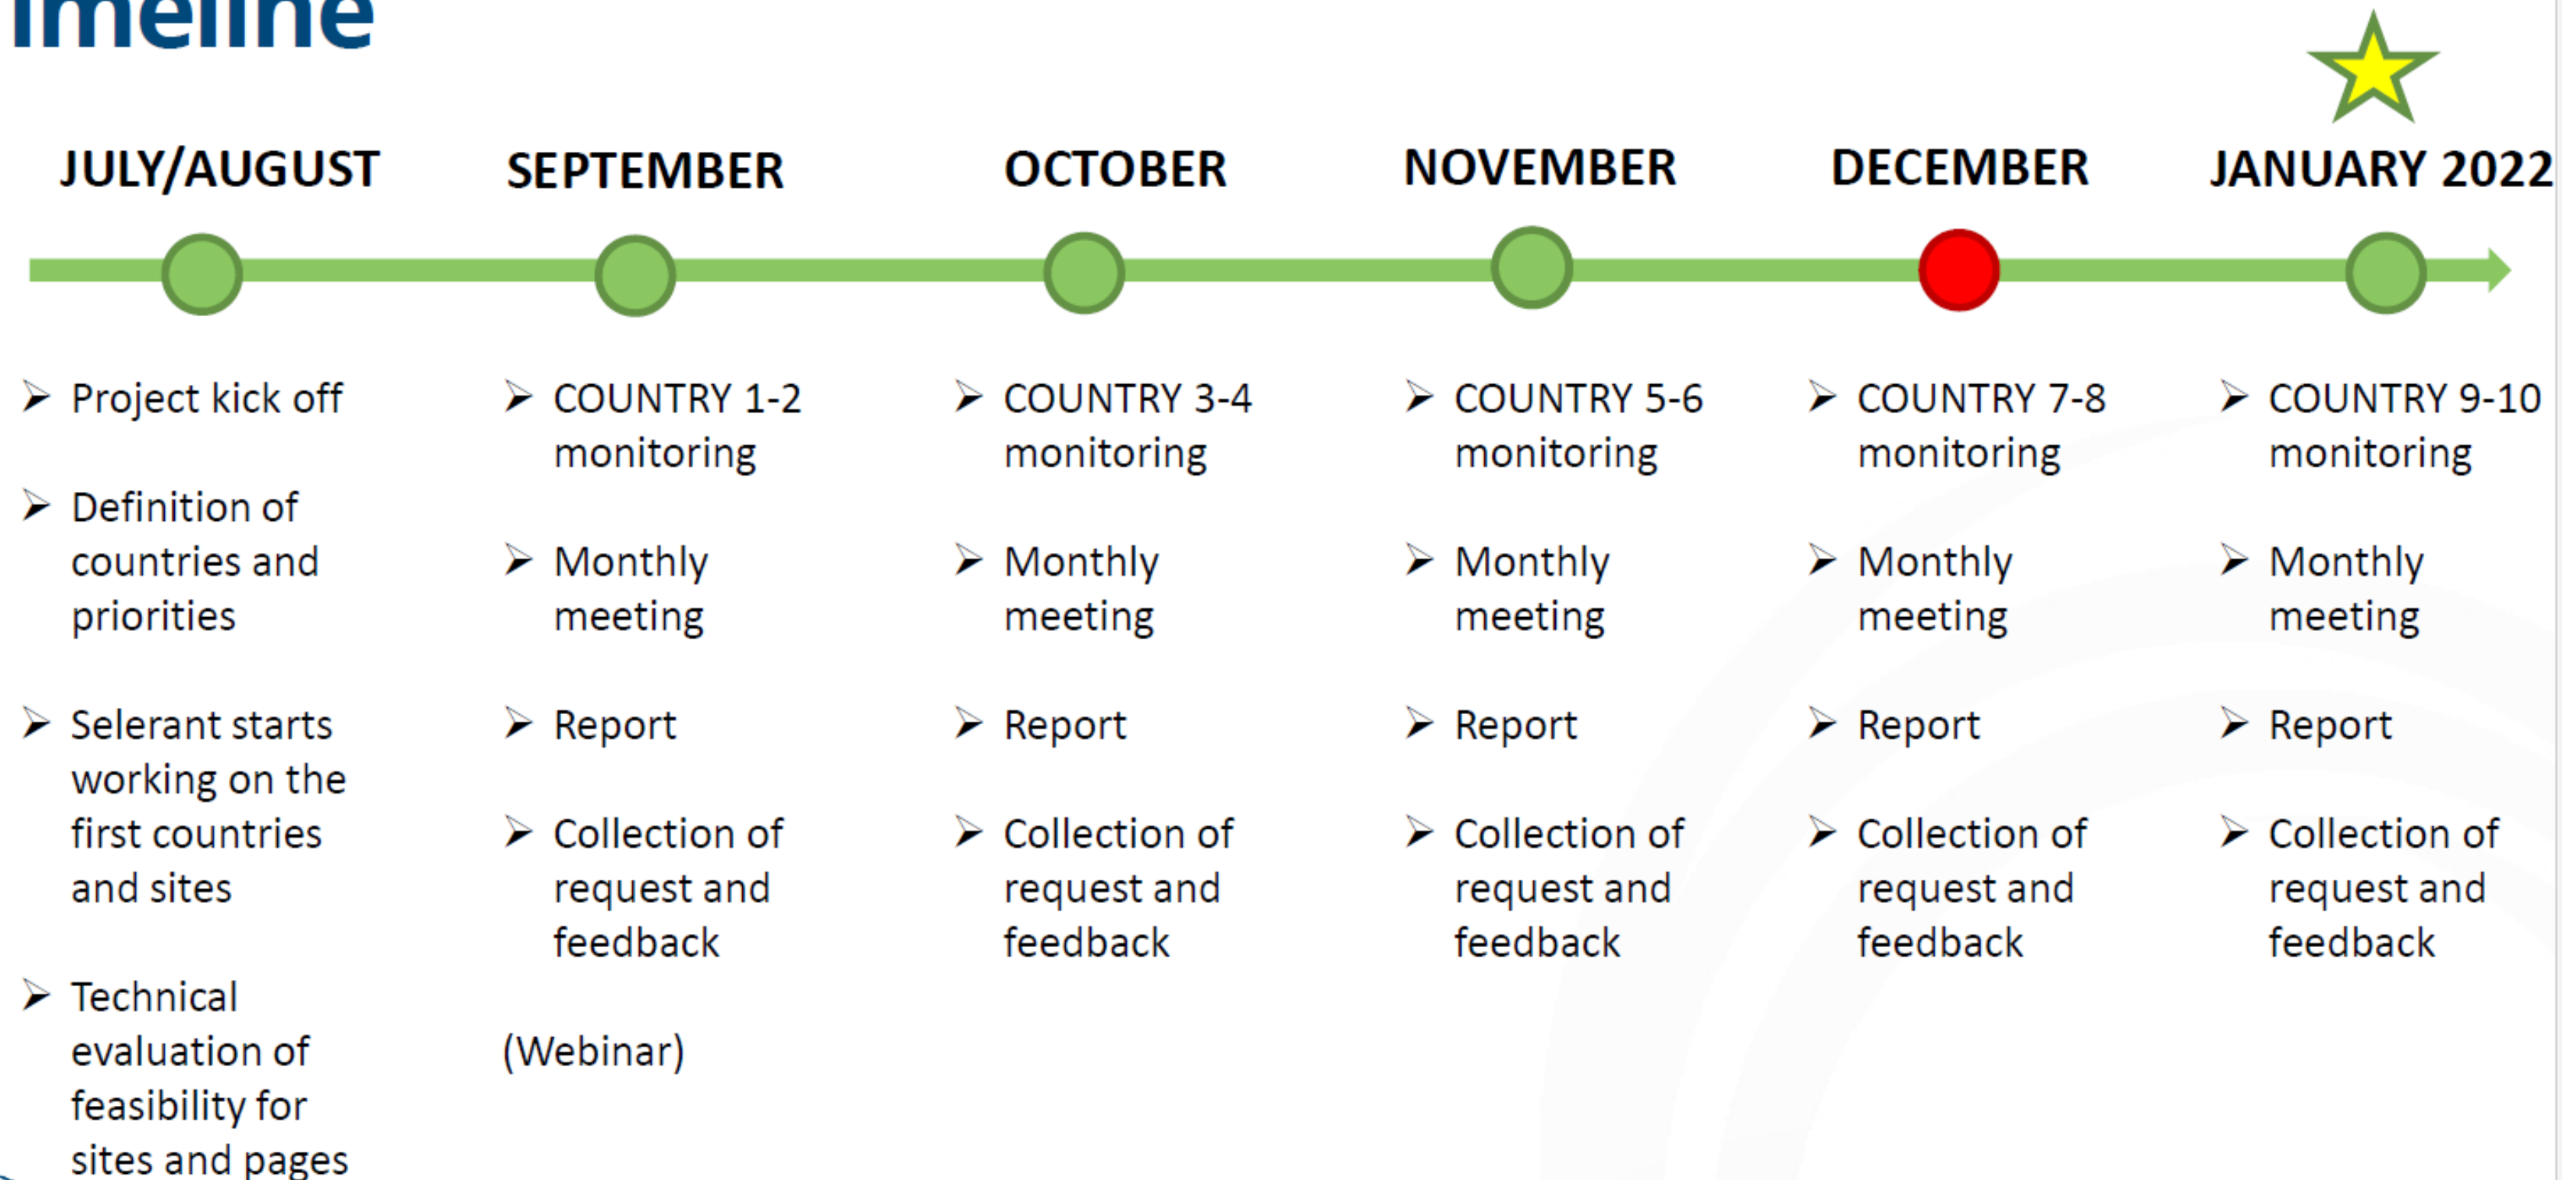 imeline
JULY/AUGUST
SEPTEMBER
OCTOBER
NOVEMBER
DECEMBER
JANUARY 2022
Project kick off
Definition of
countries and
priorities
Selerant starts
working on the
first countries
and sites
Technical
evaluation of
feasibility for
sites and pages
COUNTRY 1-2
monitoring
Monthly
meeting
Report
Collection of
request and
feedback
(Webinar)
COUNTRY 3-4
monitoring
Monthly
meeting
Report
Collection of
request and
feedback
COUNTRY 5-6
monitoring
Monthly
meeting
Report
Collection of
request and
feedback
COUNTRY 7-8
monitoring
Monthly
meeting
Report
Collection of
request and
feedback
COUNTRY 9-10
monitoring
Monthly
meeting
Report
Collection of
request and
feedback